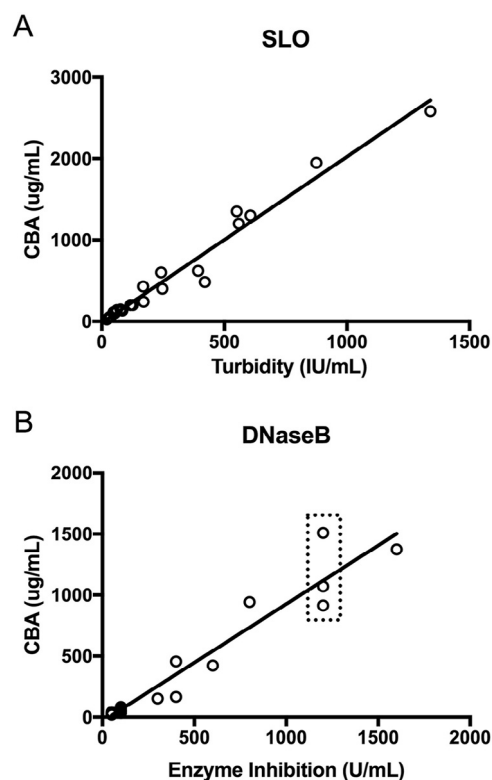 A
SLO
3000
2000
1000
0
CBA (ug/mL)
0 500 1000 1500
Turbidity (IU/mL)
B
DNaseB
2000
1500
1000
500
0
CBA (ug/mL)
0 500 1000 1500 2000
Enzyme Inhibition (U/mL)